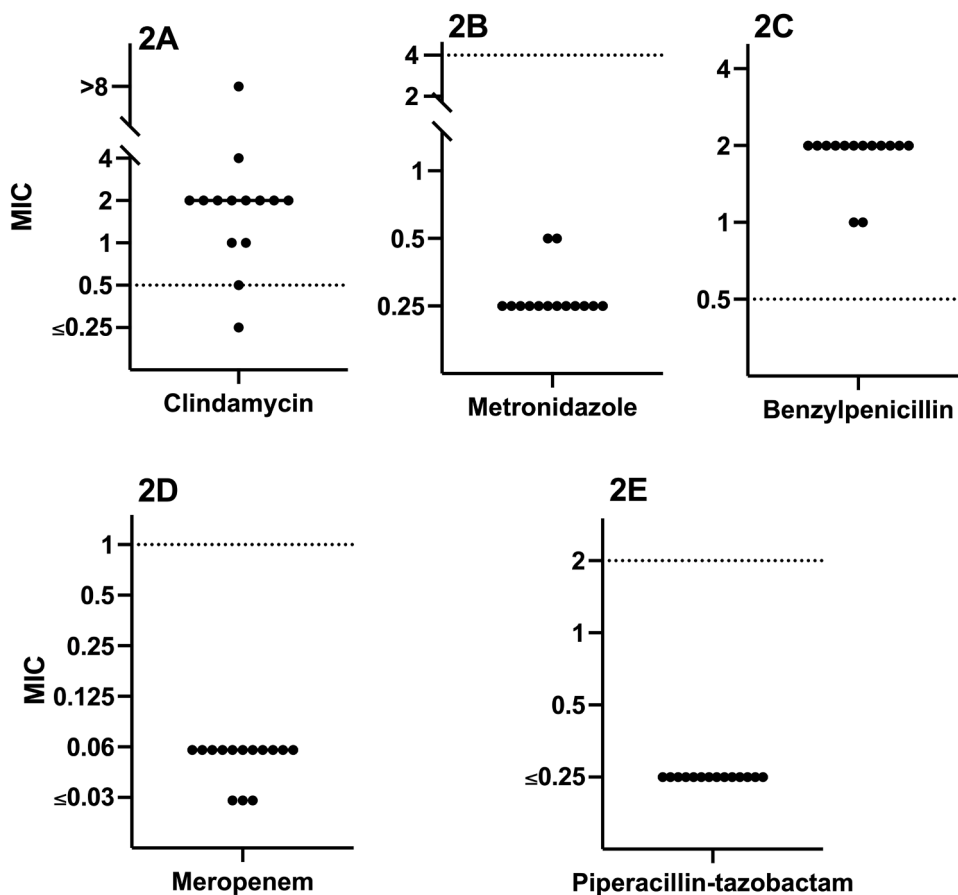 2A
MIC
>8
4
2
1
0.5
≤0.25
Clindamycin
2B
4
2
1
0.5
0.25
Metronidazole
2C
4
2
1
0.5
Benzylpenicillin
2D
MIC
1
0.5
0.25
0.125
0.06
≤0.03
Meropenem
2E
2
1
0.5
≤0.25
Piperacillin-tazobactam